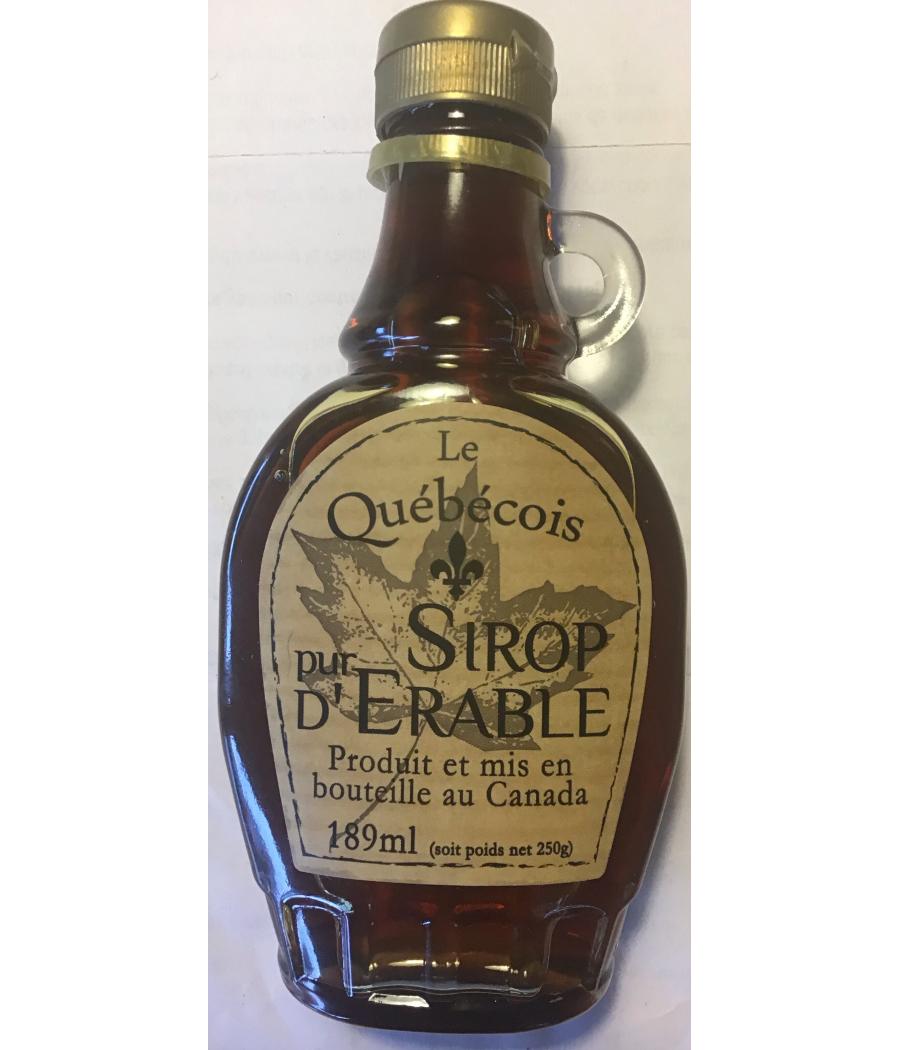 Le
Québécois
pur SIROP
D'ERABLE
Produit et mis en
bouteille au Canada
189ml (soit poids net 250g)